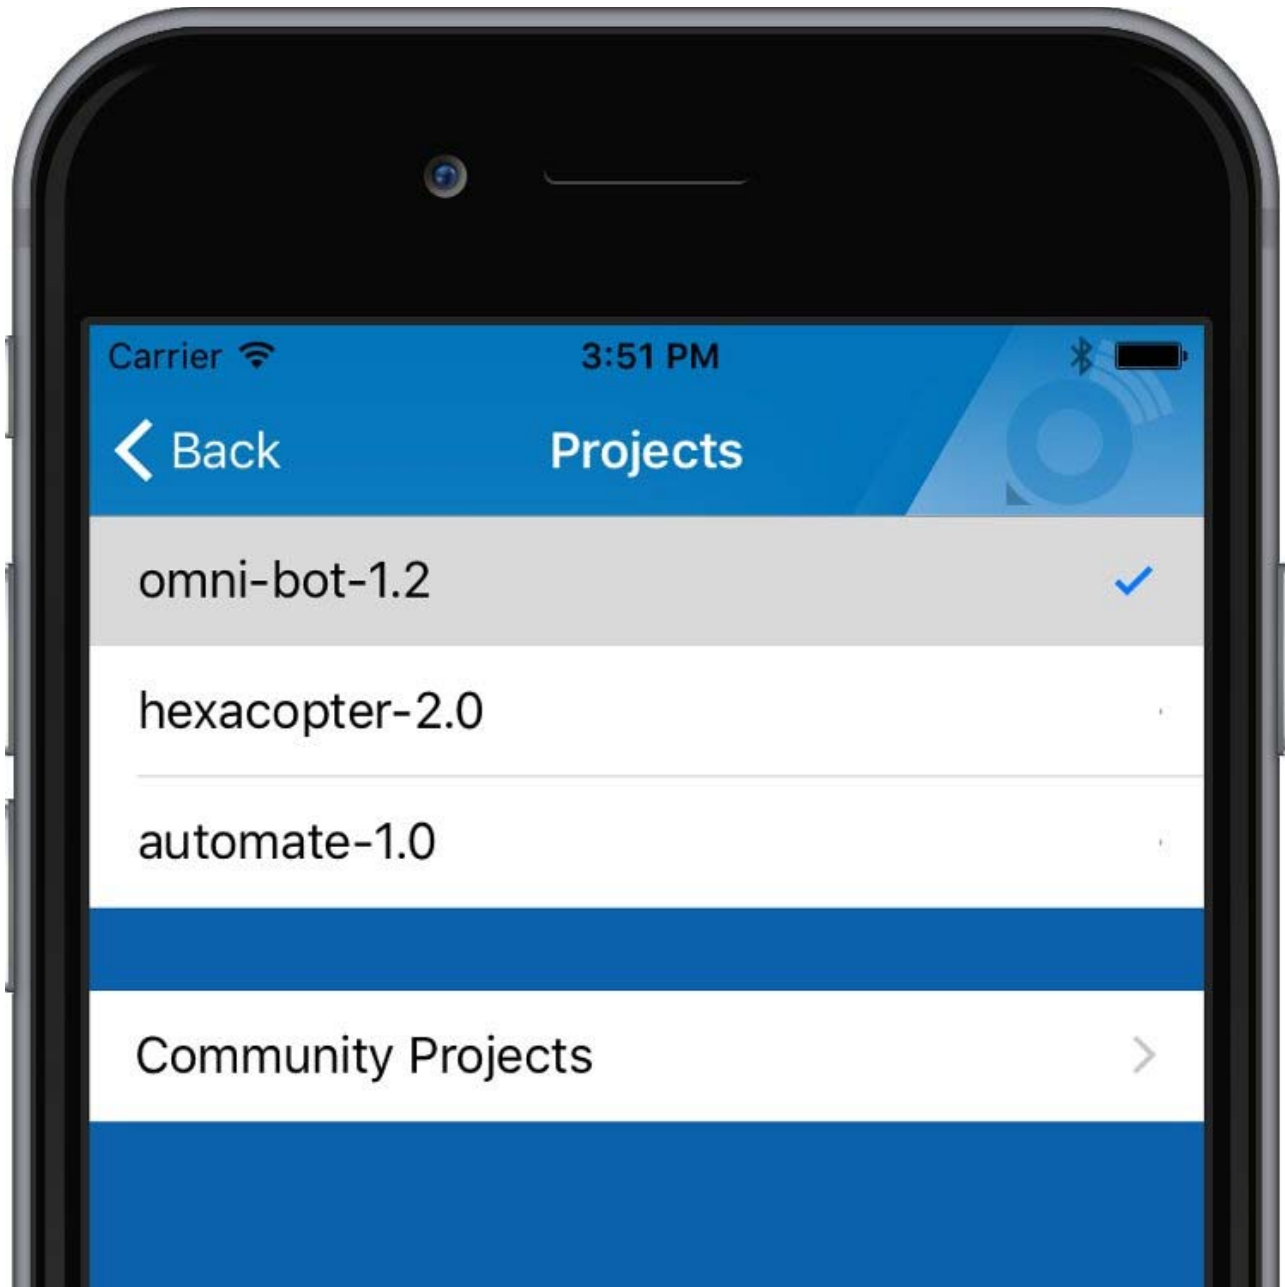 Carrier 3:51 PM
Back Projects
omni-bot-1.2
hexacopter-2.0
automate-1.0
Community Projects